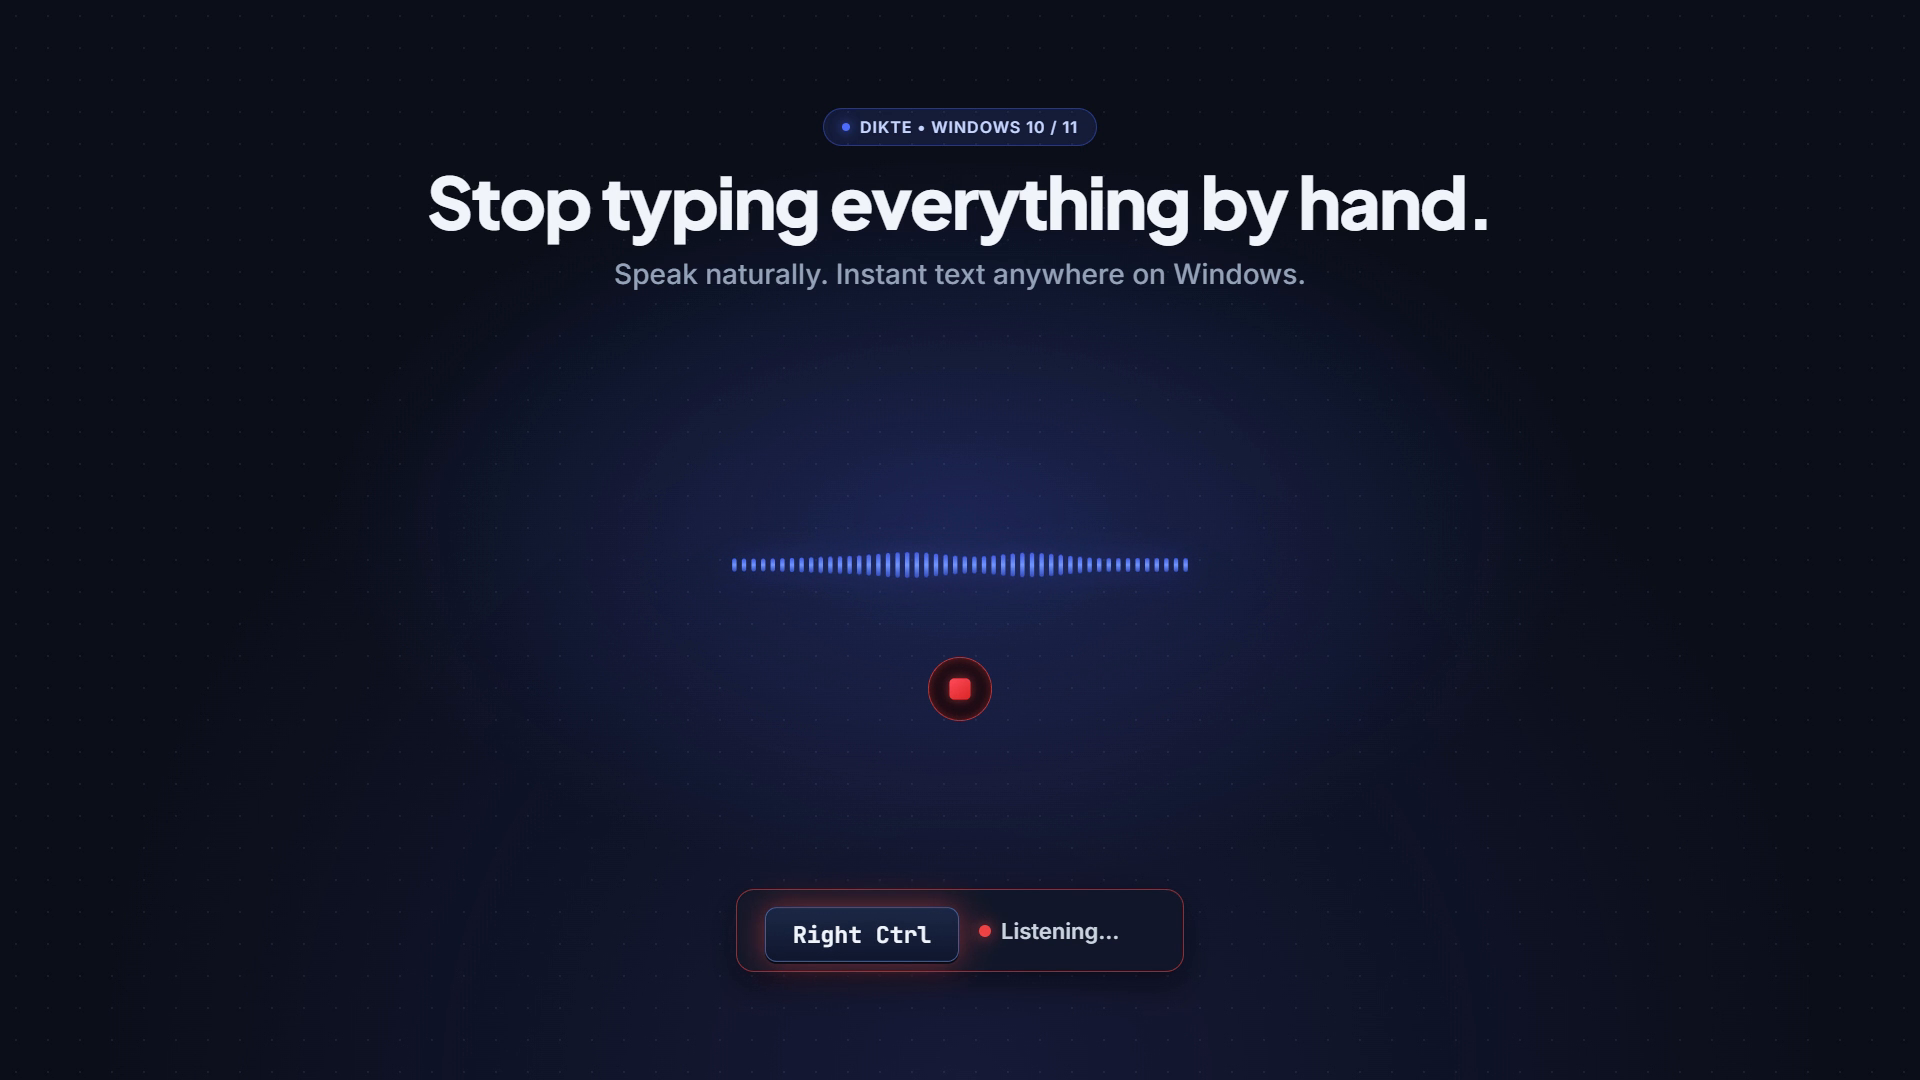 DIKTE • WINDOWS 10 / 11
Stop typing everything by hand.
Speak naturally. Instant text anywhere on Windows.
Right Ctrl
Listening...